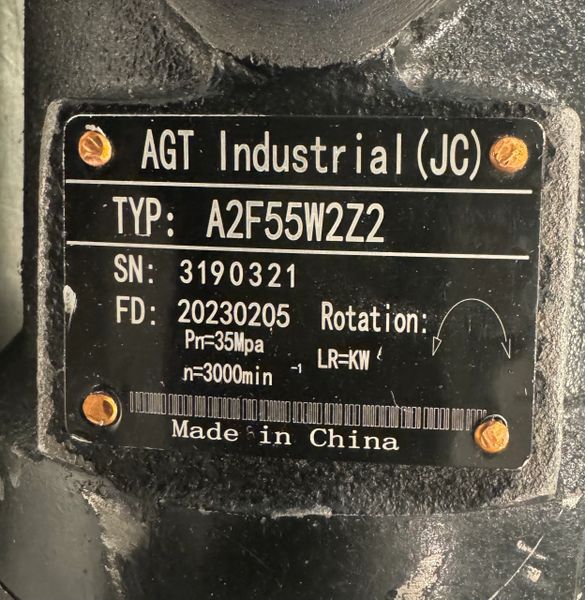 AGT Industrial(JC)
TYP: A2F55W2Z2
SN: 3190321
FD: 20230205 Rotation:
Pn=35Mpa LR=KW
n=3000min⁻¹
Made in China